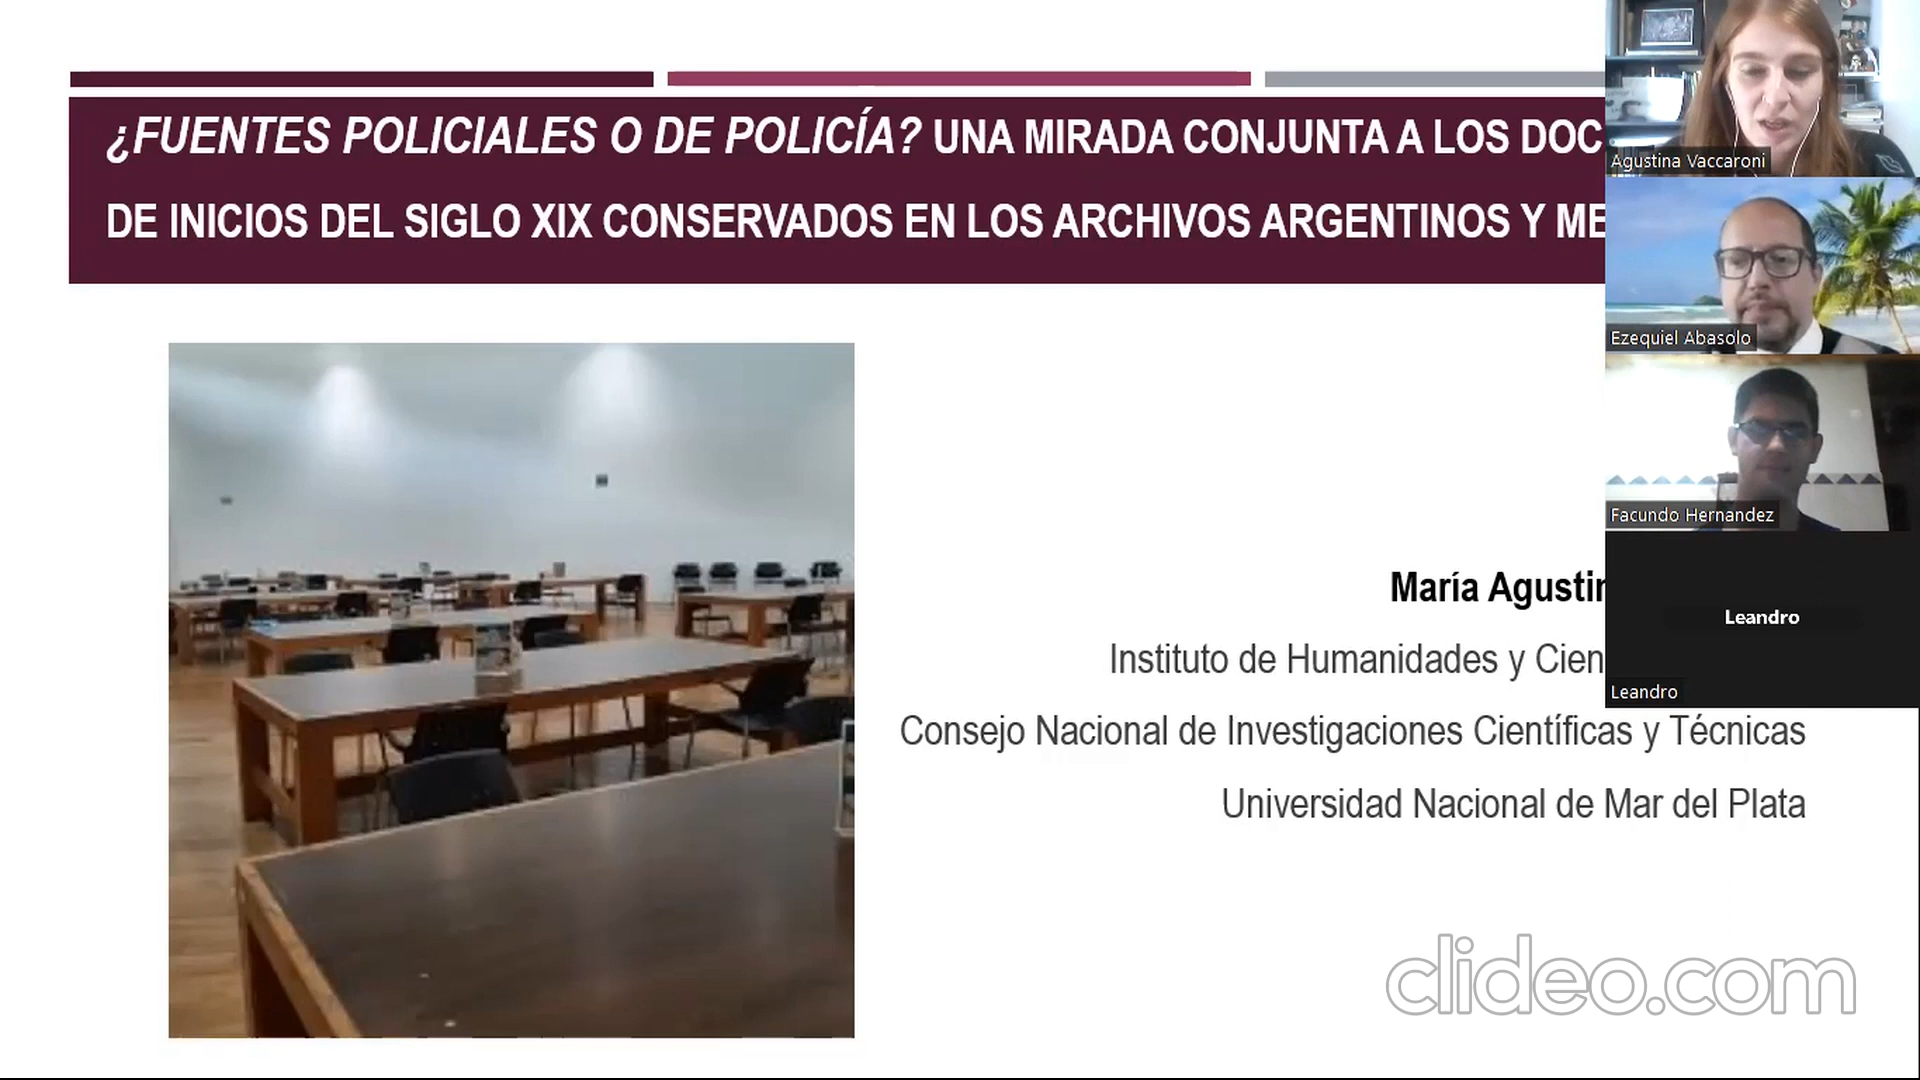 ¿FUENTES POLICIALES O DE POLICÍA? UNA MIRADA CONJUNTA A LOS DOC
DE INICIOS DEL SIGLO XIX CONSERVADOS EN LOS ARCHIVOS ARGENTINOS Y ME
Agustina Vaccaroni
Ezequiel Abasolo
Facundo Hernandez
Leandro
Leandro
María Agustin
Instituto de Humanidades y Cien
Consejo Nacional de Investigaciones Científicas y Técnicas
Universidad Nacional de Mar del Plata
clideo.com